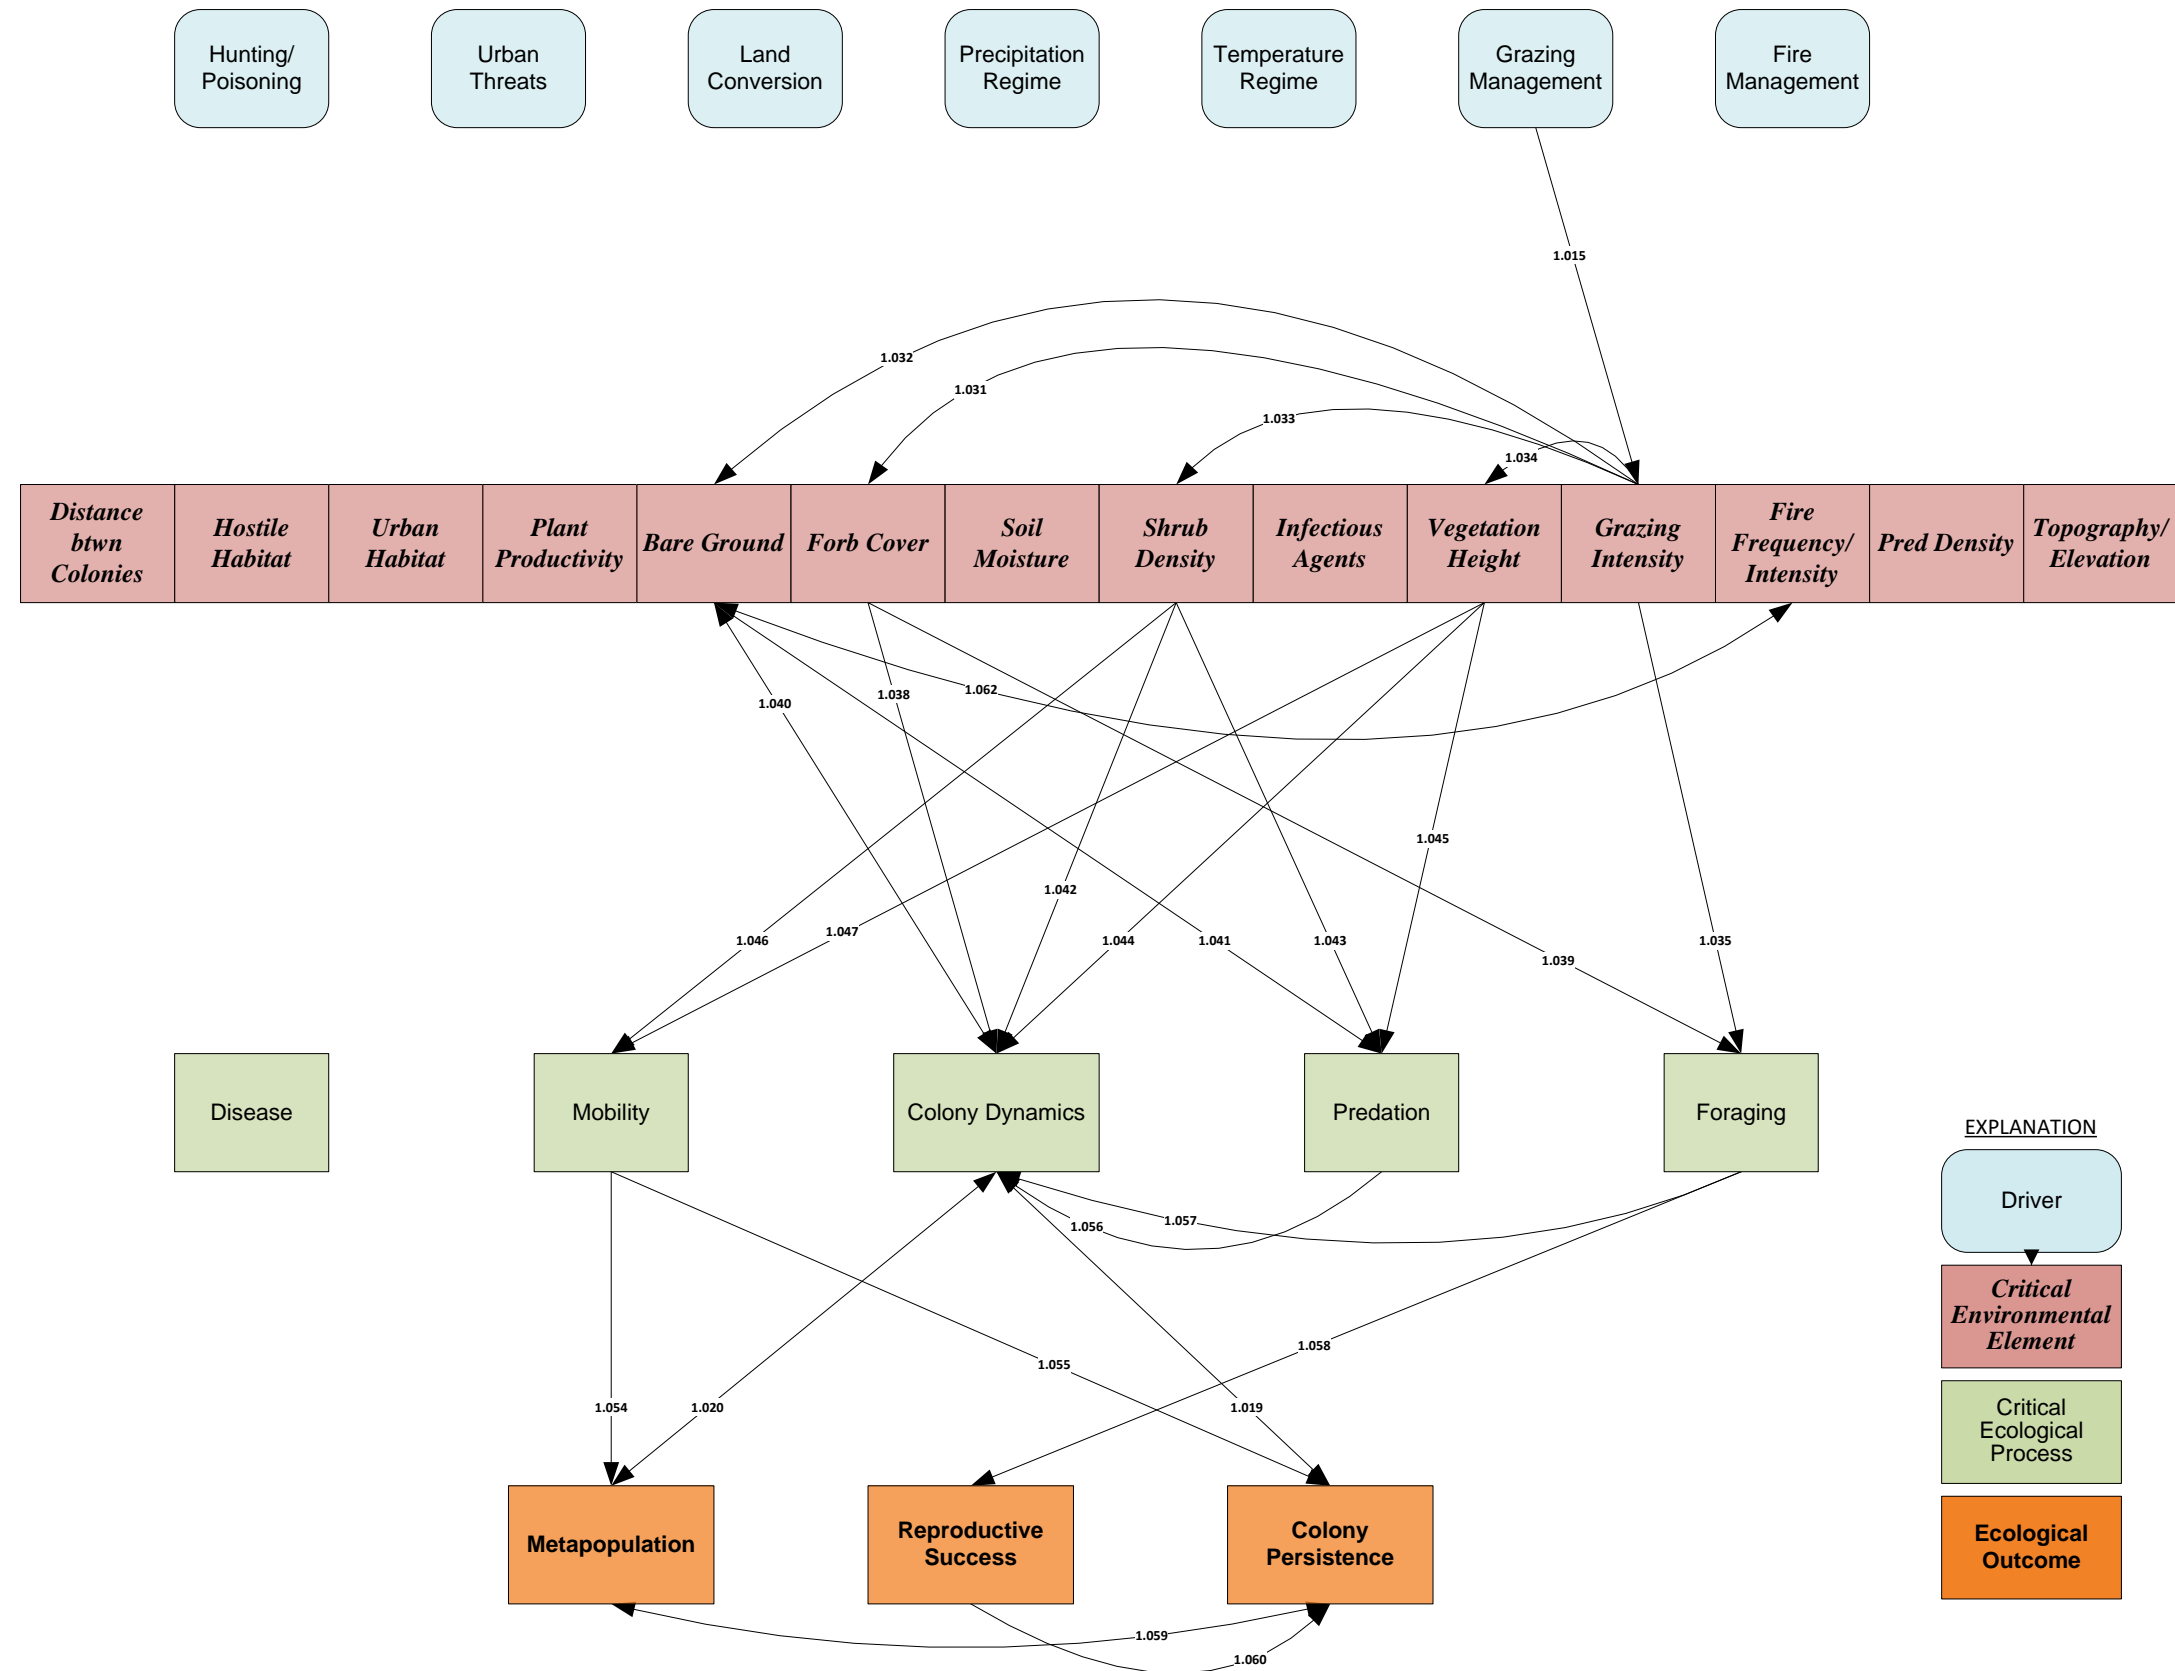 Hunting/
Poisoning
Urban
Threats
Land
Conversion
Precipitation
Regime
Temperature
Regime
Grazing
Management
Fire
Management
1.015
1.032
1.031
1.033
1.034
Distance
btwn
Colonies
Hostile
Habitat
Urban
Habitat
Plant
Productivity
Bare Ground
Forb Cover
Soil
Moisture
Shrub
Density
Infectious
Agents
Vegetation
Height
Grazing
Intensity
Fire
Frequency/
Intensity
Pred Density
Topography/
Elevation
1.040
1.038
1.062
1.045
1.042
1.046
1.047
1.044
1.041
1.043
1.039
1.035
Disease
Mobility
Colony Dynamics
Predation
Foraging
1.056
1.057
1.058
1.055
1.054
1.020
1.019
Metapopulation
Reproductive
Success
Colony
Persistence
1.059
1.060
EXPLANATION
Driver
Critical
Environmental
Element
Critical
Ecological
Process
Ecological
Outcome